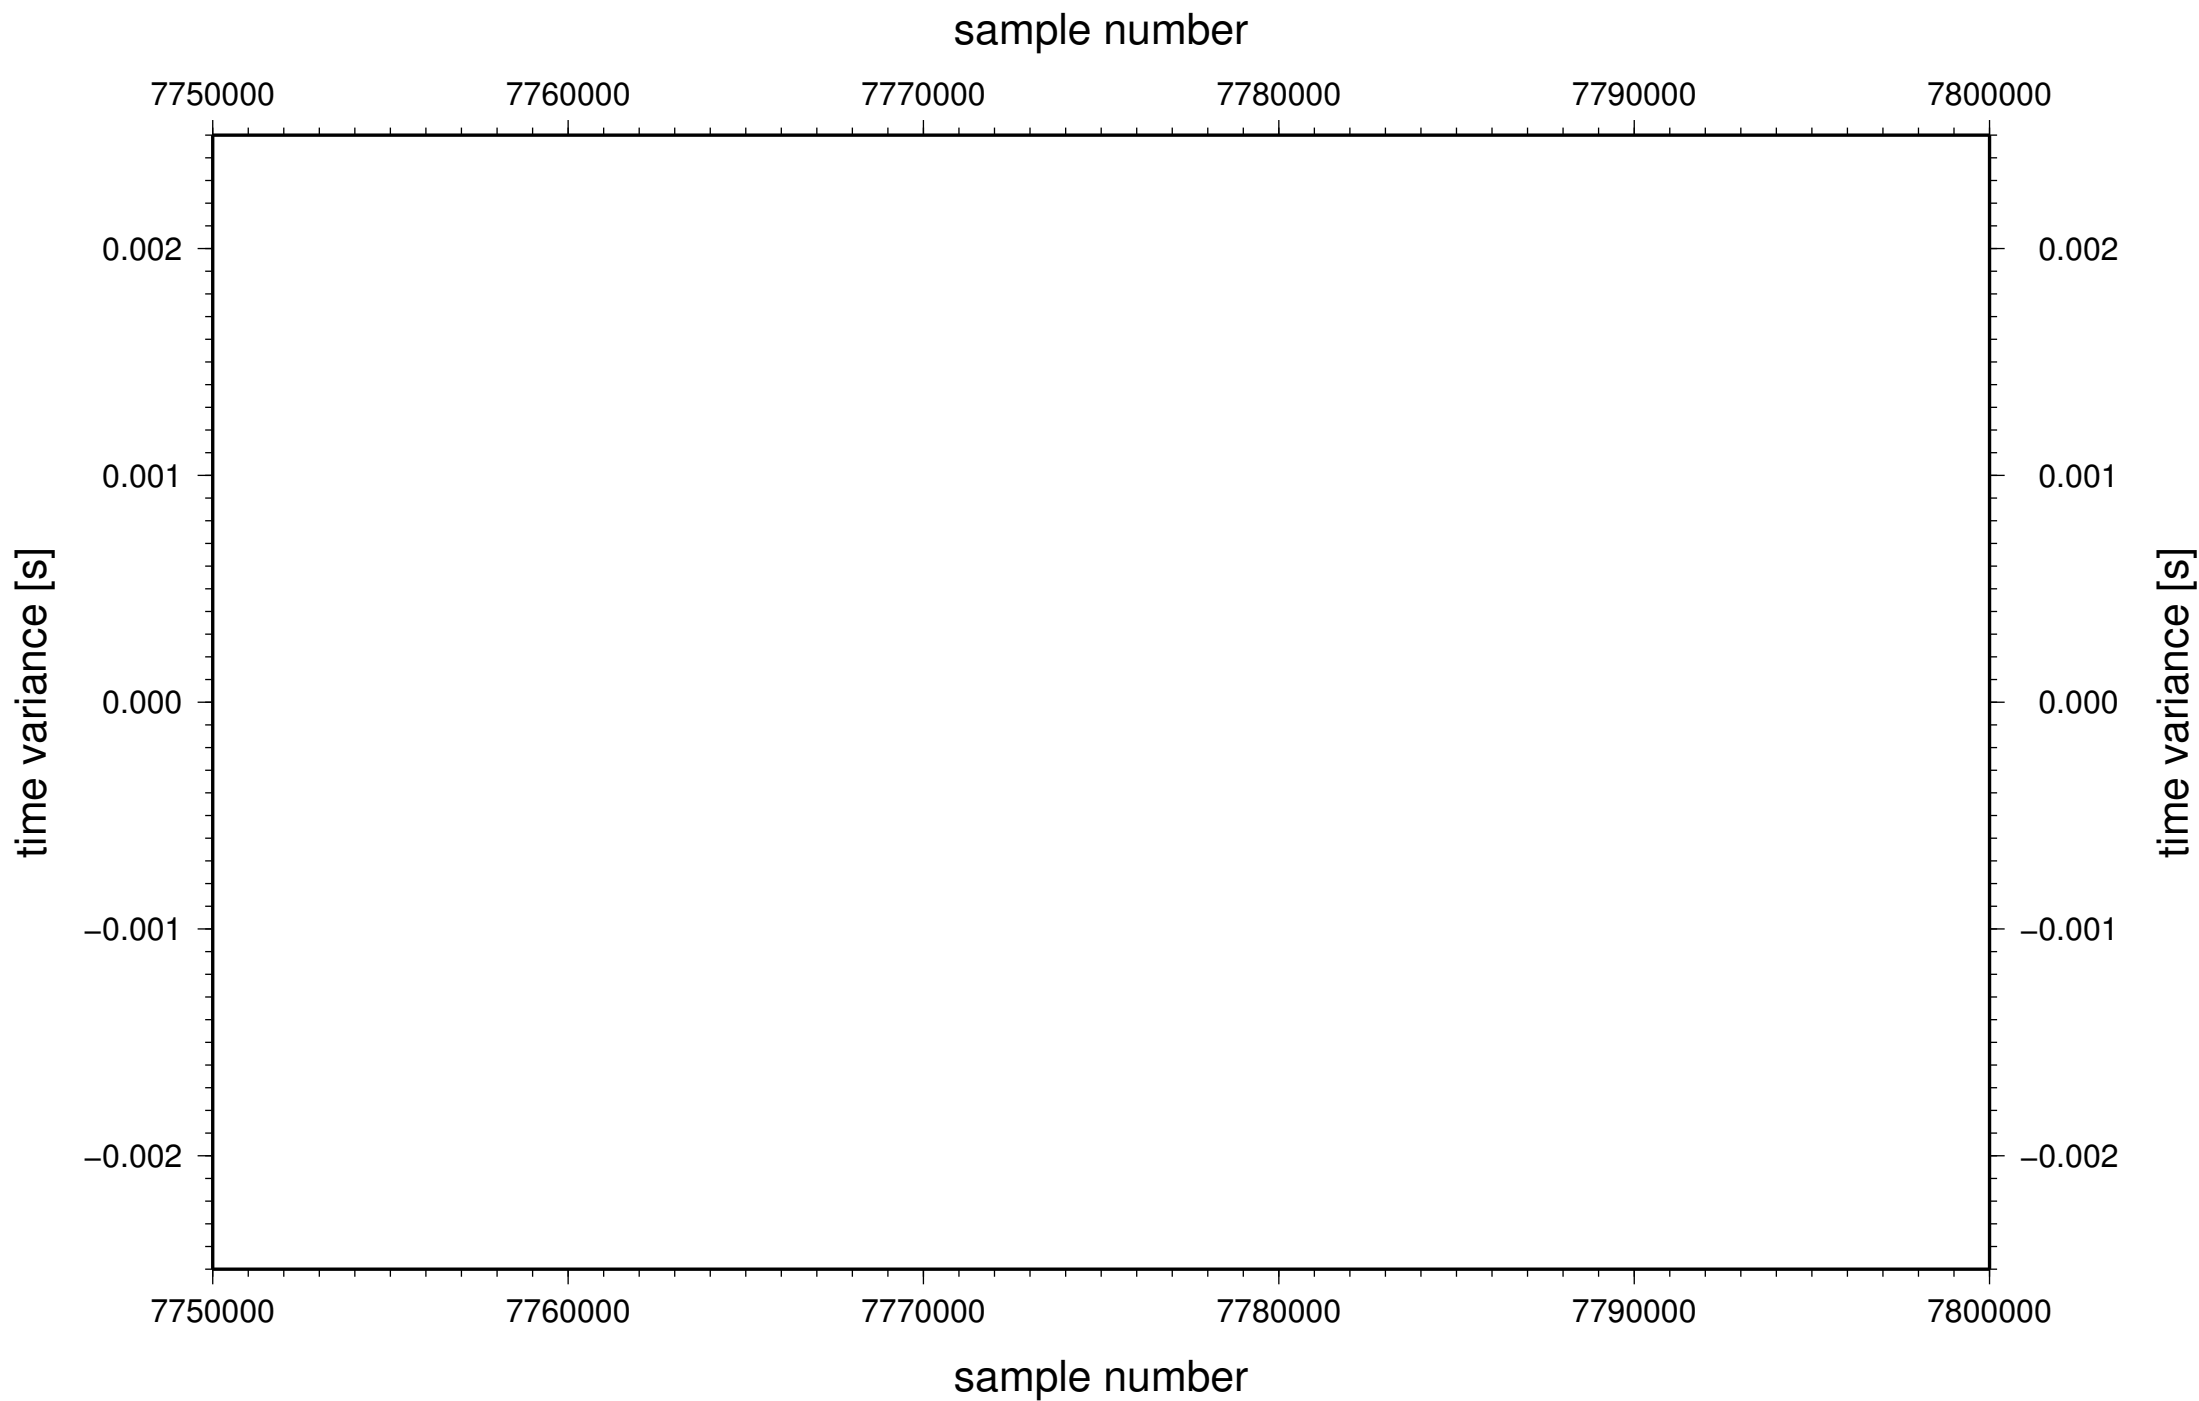 sample number
7750000 7760000 7770000 7780000 7790000 7800000
0.002 0.002
0.001 0.001
time variance [s] 0.000 0.000 time variance [s]
−0.001 −0.001
−0.002 −0.002
7750000 7760000 7770000 7780000 7790000 7800000
sample number